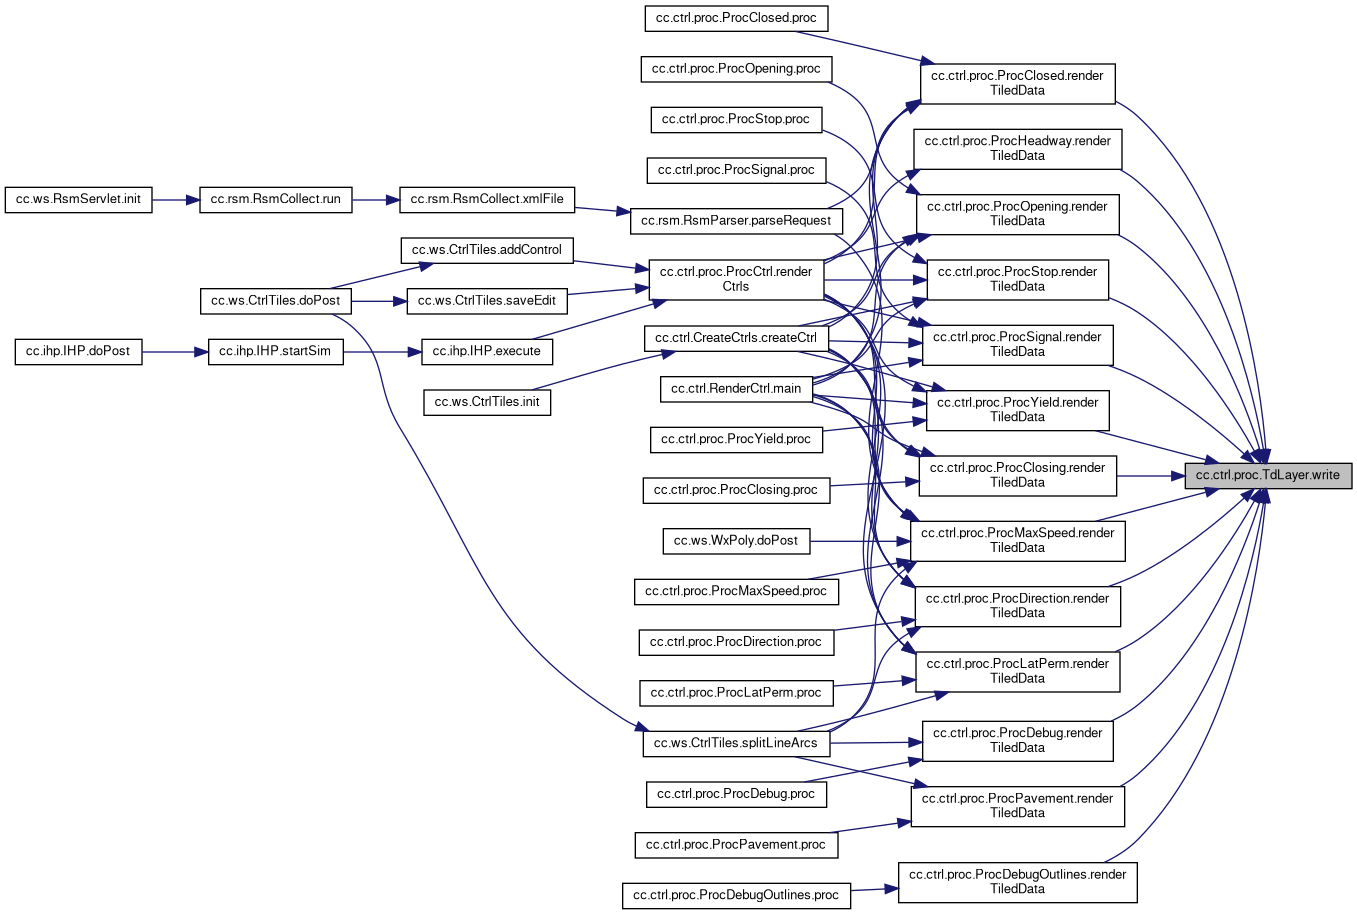 cc.ctrl.proc.ProcClosed.proc
cc.ctrl.proc.ProcOpening.proc
cc.ctrl.proc.ProcStop.proc
cc.ctrl.proc.ProcSignal.proc
cc.ws.RsmServlet.init
cc.rsm.RsmCollect.run
cc.rsm.RsmCollect.xmlFile
cc.rsm.RsmParser.parseRequest
cc.ws.CtrlTiles.addControl
cc.ctrl.proc.ProcCtrl.render
Ctrls
cc.ws.CtrlTiles.doPost
cc.ws.CtrlTiles.saveEdit
cc.ctrl.CreateCtrls.createCtrl
cc.ihp.IHP.doPost
cc.ihp.IHP.startSim
cc.ihp.IHP.execute
cc.ctrl.RenderCtrl.main
cc.ws.CtrlTiles.init
cc.ctrl.proc.ProcYield.proc
cc.ctrl.proc.ProcClosing.proc
cc.ws.WxPoly.doPost
cc.ctrl.proc.ProcMaxSpeed.proc
cc.ctrl.proc.ProcDirection.proc
cc.ctrl.proc.ProcLatPerm.proc
cc.ws.CtrlTiles.splitLineArcs
cc.ctrl.proc.ProcDebug.proc
cc.ctrl.proc.ProcPavement.proc
cc.ctrl.proc.ProcDebugOutlines.proc
cc.ctrl.proc.ProcClosed.render
TiledData
cc.ctrl.proc.ProcHeadway.render
TiledData
cc.ctrl.proc.ProcOpening.render
TiledData
cc.ctrl.proc.ProcStop.render
TiledData
cc.ctrl.proc.ProcSignal.render
TiledData
cc.ctrl.proc.ProcYield.render
TiledData
cc.ctrl.proc.ProcClosing.render
TiledData
cc.ctrl.proc.ProcMaxSpeed.render
TiledData
cc.ctrl.proc.ProcDirection.render
TiledData
cc.ctrl.proc.ProcLatPerm.render
TiledData
cc.ctrl.proc.ProcDebug.render
TiledData
cc.ctrl.proc.ProcPavement.render
TiledData
cc.ctrl.proc.ProcDebugOutlines.render
TiledData
cc.ctrl.proc.TdLayer.write